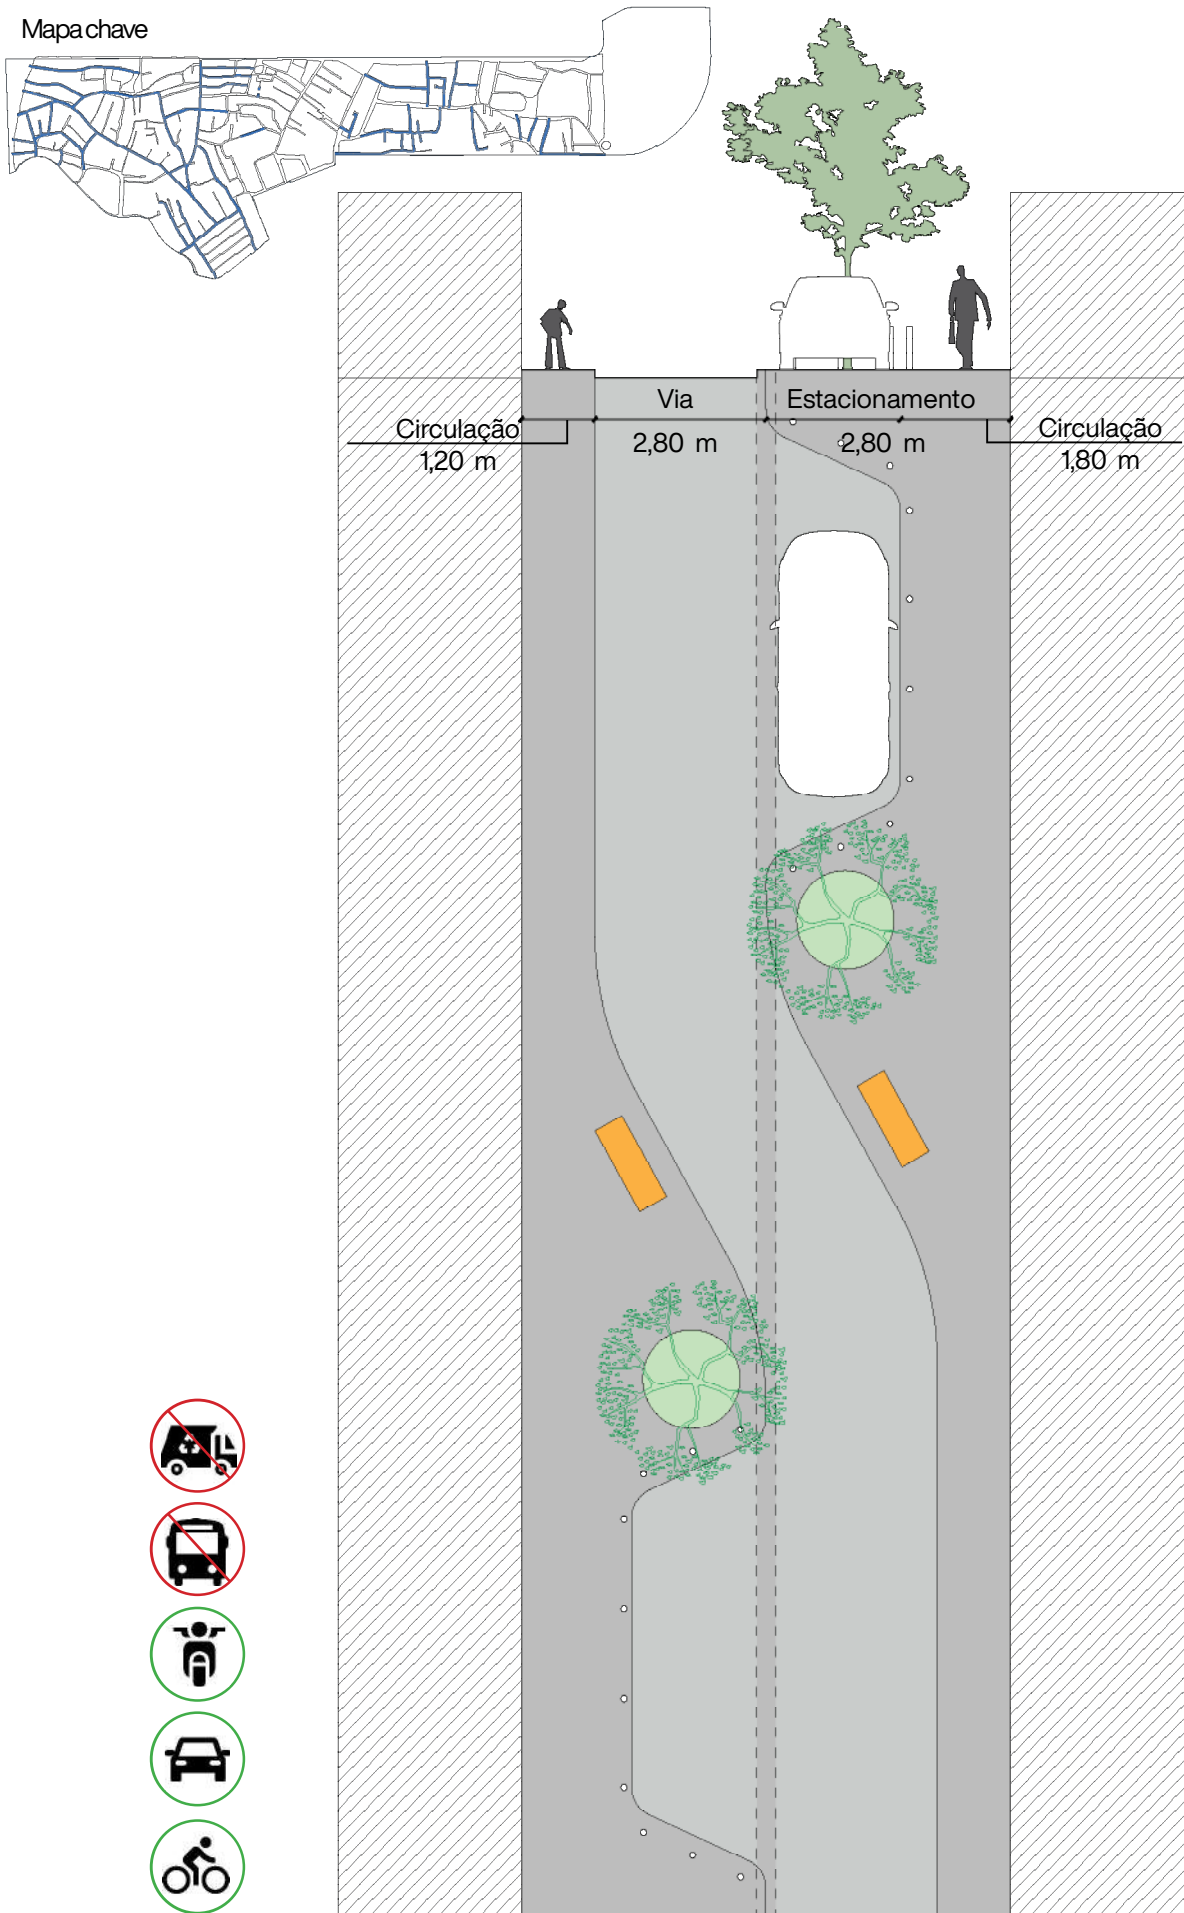 Mapa chave
Via
Estacionamento
Circulação
2,80 m
2,80 m
Circulação
1,20 m
1,80 m